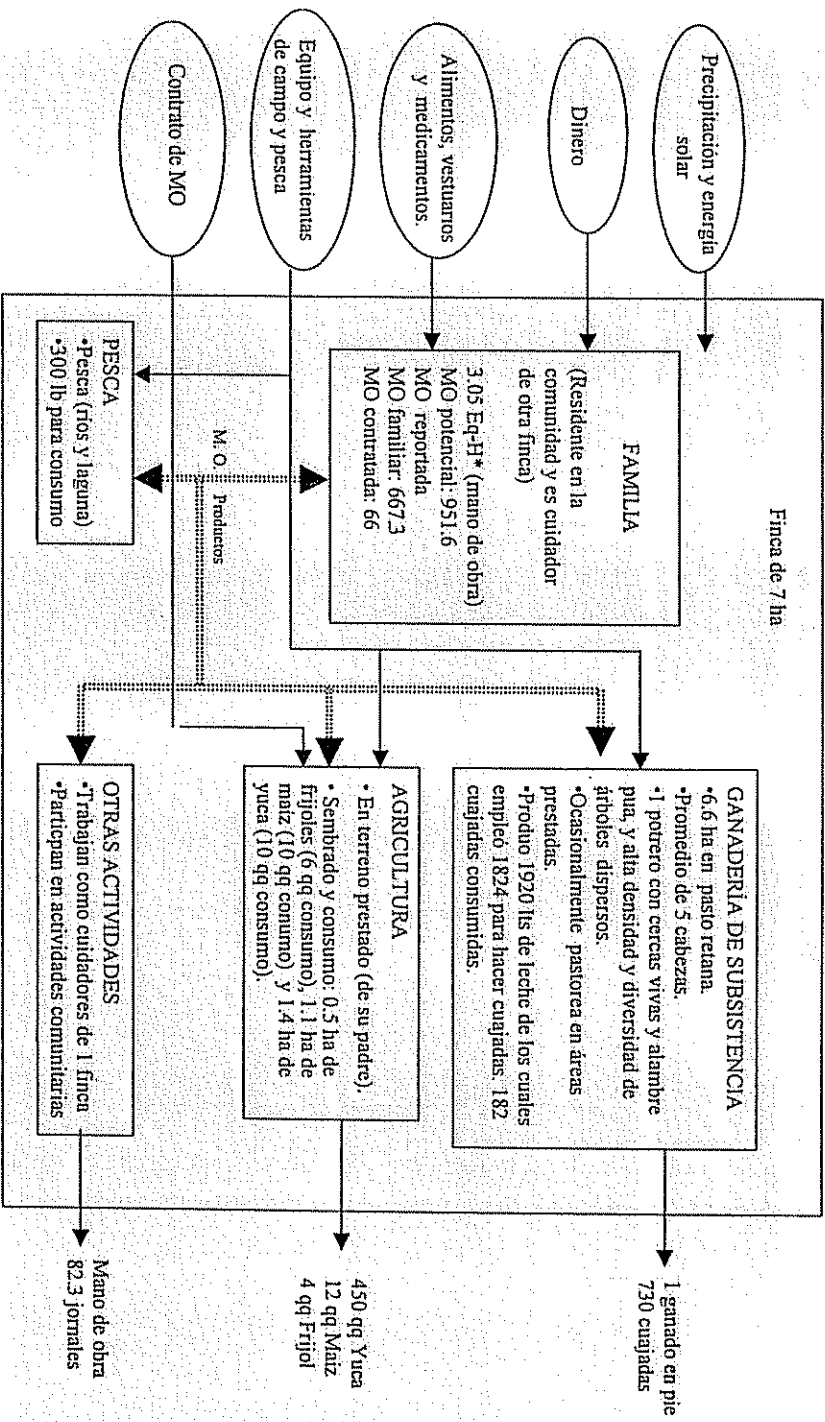 Finca de 7 ha
Precipitación y energía
solar
Dinero
Alimentos, vestuarios
y medicamentos.
Equipo y herramientas
de campo y pesca
Contrato de MO
FAMILIA
(Residente en la
comunidad y es cuidador
de otra finca)
3.05 Eq-H* (mano de obra)
MO potencial: 951.6
MO reportada
MO familiar: 667.3
MO contratada: 66
PESCA
•Pesca (ríos y laguna)
•300 lb para consumo
M. O.
Productos
GANADERÍA DE SUBSISTENCIA
•6.6 ha en pasto retana.
•Promedio de 5 cabezas.
•1 potrero con cercas vivas y alambre
pua, y alta densidad y diversidad de
árboles dispersos.
•Ocasionalmente pastorea en áreas
prestadas.
•Produo 1920 lts de leche de los cuales
empleó 1824 para hacer cuajadas. 182
cuajadas consumidas.
AGRICULTURA
• En terreno prestado (de su padre),
• Sembrado y consumo: 0.5 ha de
frijoles (6 qq consumo), 1.1 ha de
maíz (10 qq conumo) y 1.4 ha de
yuca (10 qq consumo).
OTRAS ACTIVIDADES
•Trabajan como cuidadores de 1 finca
•Particpan en actividades comunitarias
1 ganado en pie
730 cuajadas
450 qq Yuca
12 qq Maiz
4 qq Frijol
Mano de obra
82.3 jornales